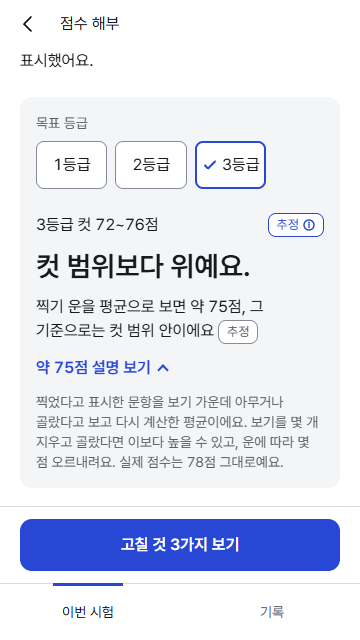 점수 해부
표시했어요.
목표 등급
1등급
2등급
3등급
3등급 컷 72~76점
추정
컷 범위보다 위예요.
찍기 운을 평균으로 보면 약 75점, 그
기준으로는 컷 범위 안이에요 추정
약 75점 설명 보기
찍었다고 표시한 문항을 보기 가운데 아무거나
골랐다고 보고 다시 계산한 평균이에요. 보기를 몇 개
지우고 골랐다면 이보다 높을 수 있고, 운에 따라 몇
점 오르내려요. 실제 점수는 78점 그대로예요.
고칠 것 3가지 보기
이번 시험
기록